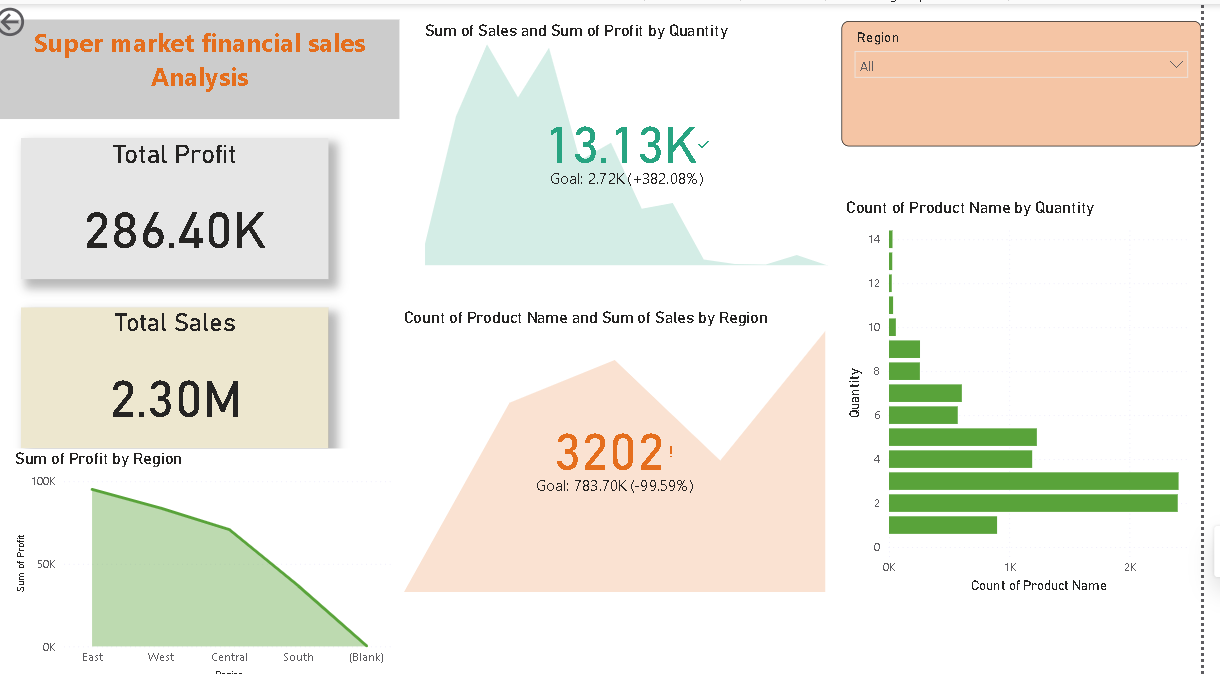 Super market financial sales
Analysis
Total Profit
286.40K
Total Sales
2.30M
Sum of Profit by Region
100K
50K
0K
Sum of Profit
East West Central South (Blank)
Region
Sum of Sales and Sum of Profit by Quantity
13.13K
Goal: 2.72K (+382.08%)
Count of Product Name and Sum of Sales by Region
3202!
Goal: 783.70K (-99.59%)
Region
All
Count of Product Name by Quantity
14
12
10
8
6
4
2
0
Quantity
0K 1K 2K
Count of Product Name